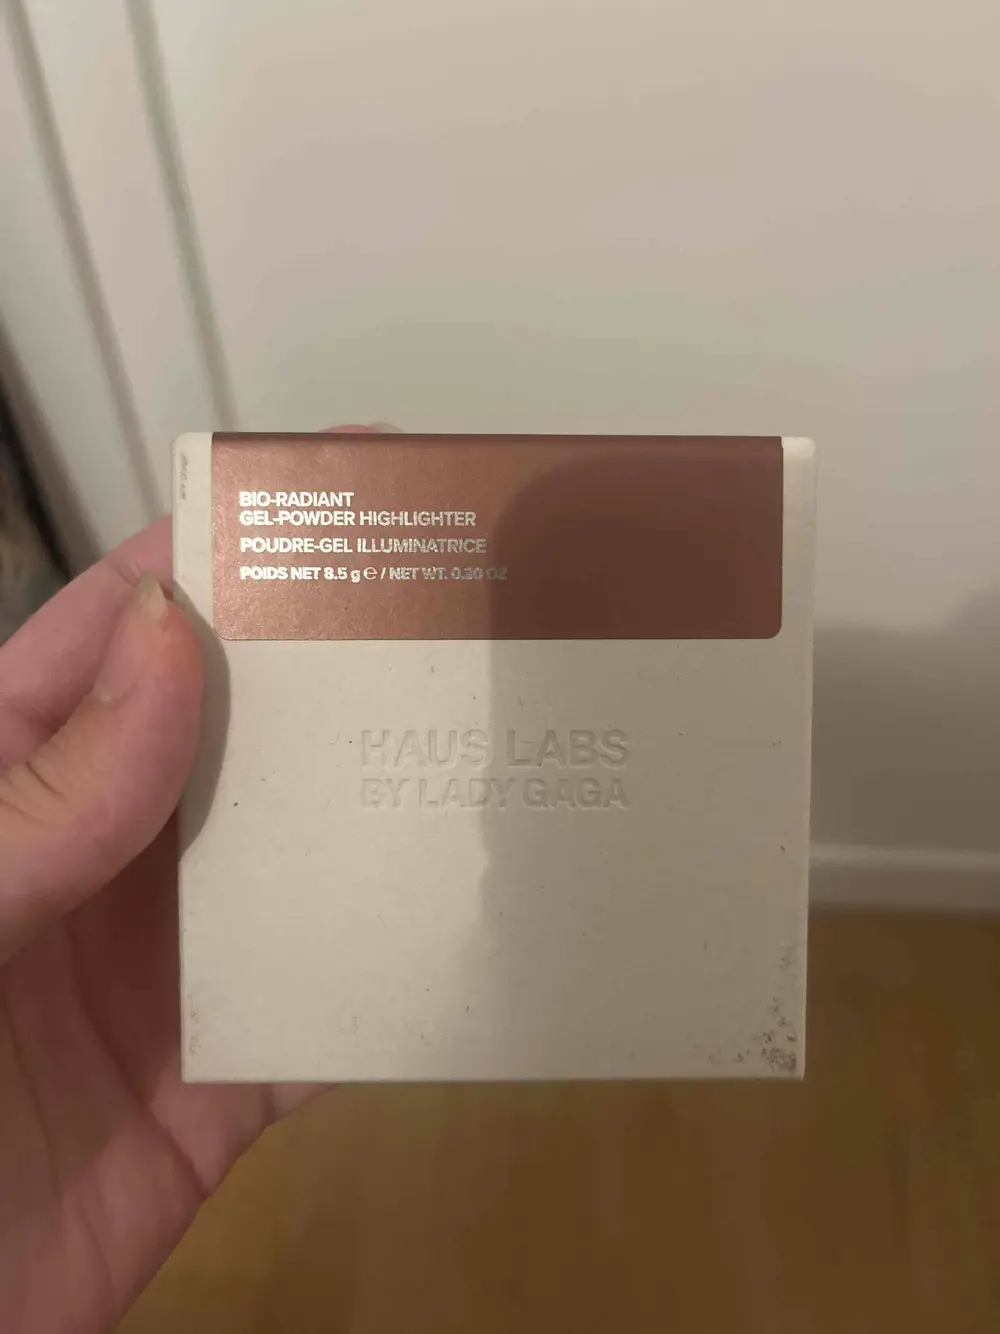 BIO-RADIANT
GEL-POWDER HIGHLIGHTER
POUDRE-GEL ILLUMINATRICE
POIDS NET 8.5 g ℮ / NET WT. 0.30 OZ
HAUS LABS
BY LADY GAGA